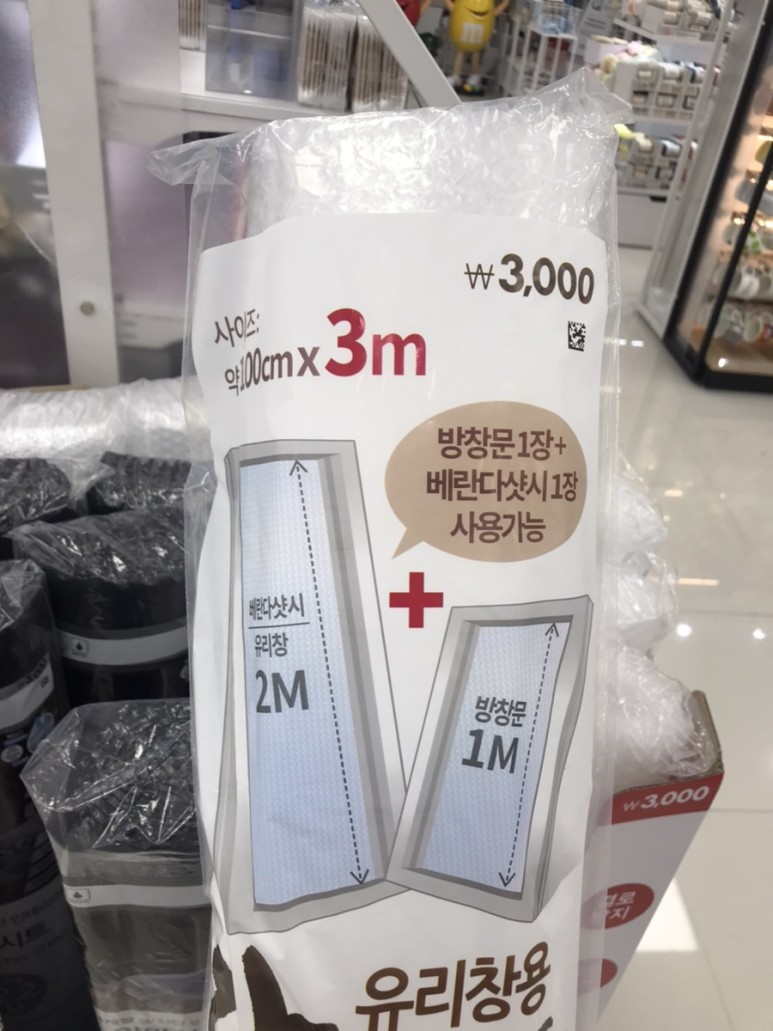 ₩3,000
사이즈:
약100cm x 3m
방창문 1장+
베란다샷시 1장
사용가능
+
베란다샷시
유리창
2M
방창문
1M
₩3,000
유리창용
시트